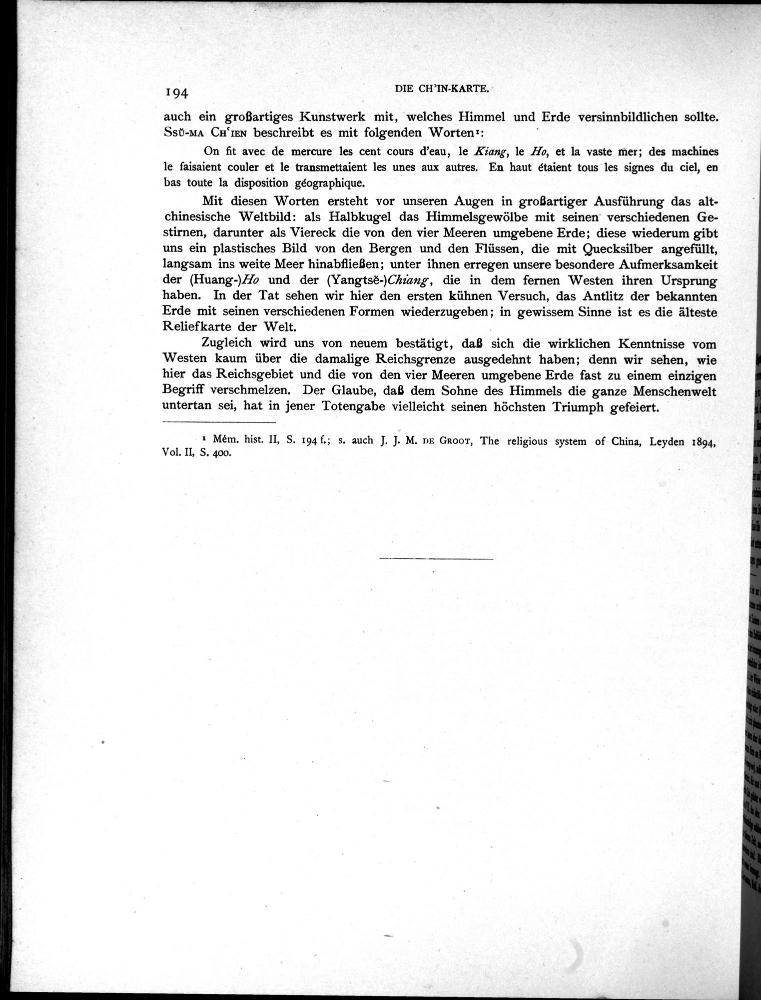 194
DIE CH'IN-KARTE.
auch ein großartiges Kunstwerk mit, welches Himmel und Erde versinnbildlichen sollte.
Ssŭ-MA CHʿIEN beschreibt es mit folgenden Worten¹:
On fit avec de mercure les cent cours d'eau, le Kiang, le Ho, et la vaste mer; des machines
le faisaient couler et le transmettaient les unes aux autres. En haut étaient tous les signes du ciel, en
bas toute la disposition géographique.
Mit diesen Worten ersteht vor unseren Augen in großartiger Ausführung das alt-
chinesische Weltbild: als Halbkugel das Himmelsgewölbe mit seinen verschiedenen Ge-
stirnen, darunter als Viereck die von den vier Meeren umgebene Erde; diese wiederum gibt
uns ein plastisches Bild von den Bergen und den Flüssen, die mit Quecksilber angefüllt,
langsam ins weite Meer hinabfließen; unter ihnen erregen unsere besondere Aufmerksamkeit
der (Huang-)Ho und der (Yangtsĕ-)Chiang, die in dem fernen Westen ihren Ursprung
haben. In der Tat sehen wir hier den ersten kühnen Versuch, das Antlitz der bekannten
Erde mit seinen verschiedenen Formen wiederzugeben; in gewissem Sinne ist es die älteste
Reliefkarte der Welt.
Zugleich wird uns von neuem bestätigt, daß sich die wirklichen Kenntnisse vom
Westen kaum über die damalige Reichsgrenze ausgedehnt haben; denn wir sehen, wie
hier das Reichsgebiet und die von den vier Meeren umgebene Erde fast zu einem einzigen
Begriff verschmelzen. Der Glaube, daß dem Sohne des Himmels die ganze Menschenwelt
untertan sei, hat in jener Totengabe vielleicht seinen höchsten Triumph gefeiert.
¹ Mém. hist. II, S. 194 f.; s. auch J. J. M. DE GROOT, The religious system of China, Leyden 1894,
Vol. II, S. 400.